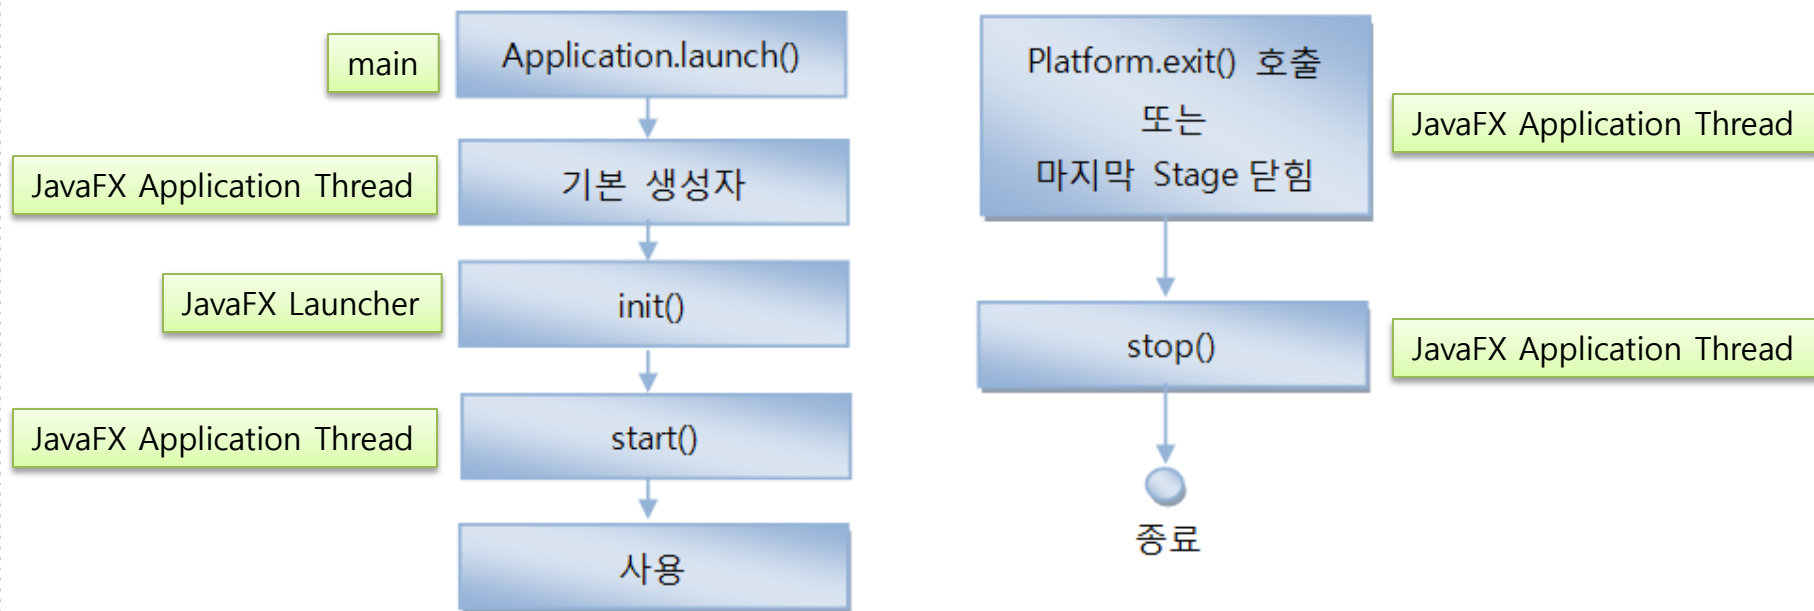 main
Application.launch()
JavaFX Application Thread
기본 생성자
JavaFX Launcher
init()
JavaFX Application Thread
start()
사용
Platform.exit() 호출
또는
마지막 Stage 닫힘
JavaFX Application Thread
stop()
JavaFX Application Thread
종료